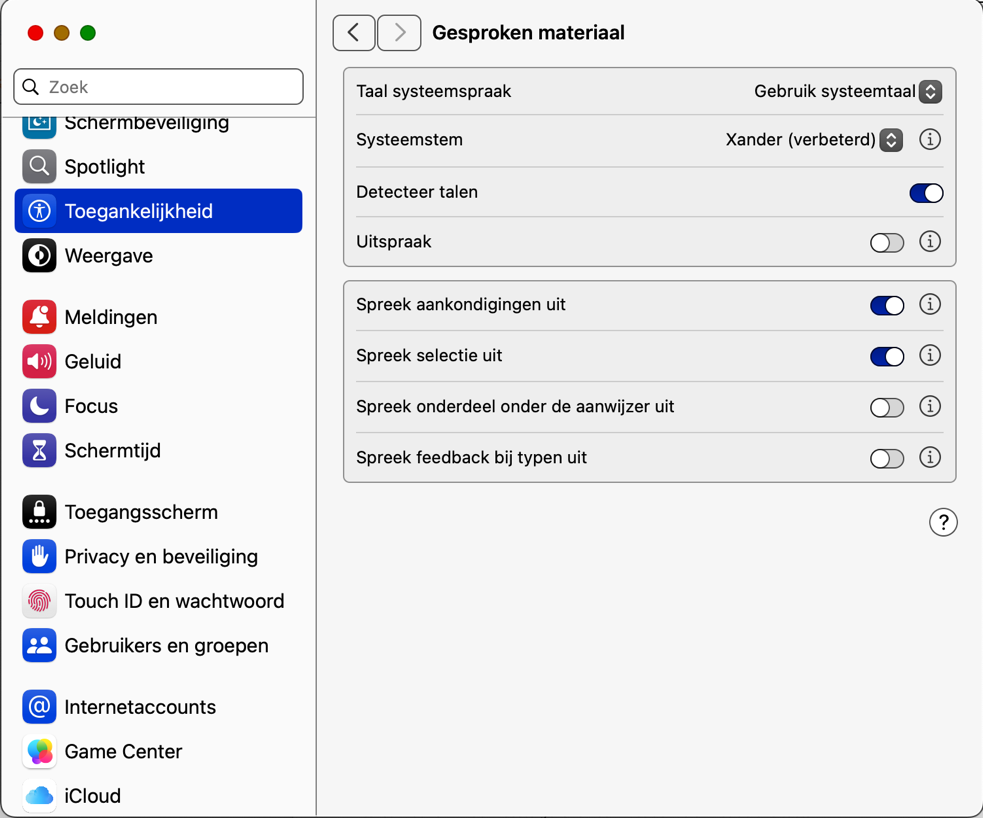 Zoek
Schermbeveiliging
Spotlight
Toegankelijkheid
Weergave
Meldingen
Geluid
Focus
Schermtijd
Toegangsscherm
Privacy en beveiliging
Touch ID en wachtwoord
Gebruikers en groepen
Internetaccounts
Game Center
iCloud
Gesproken materiaal
Taal systeemspraak Gebruik systeemtaal
Systeemstem Xander (verbeterd)
Detecteer talen
Uitspraak
Spreek aankondigingen uit
Spreek selectie uit
Spreek onderdeel onder de aanwijzer uit
Spreek feedback bij typen uit
?